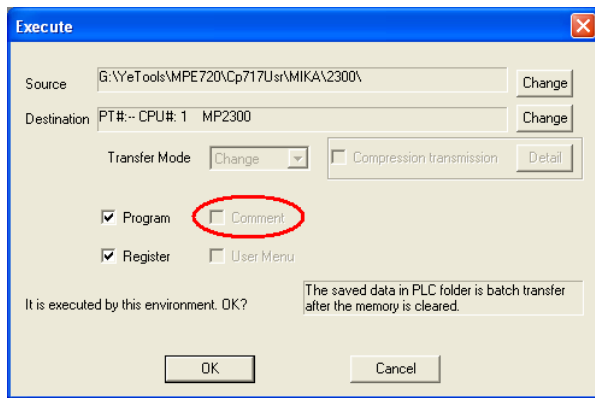 Execute
Source G:\YeTools\MPE720\Cp717Usr\MIKA\2300\ Change
Destination PT#:-- CPU#: 1 MP2300 Change
Transfer Mode Change Compression transmission Detail
Program Comment
Register User Menu
It is executed by this environment. OK?
The saved data in PLC folder is batch transfer
after the memory is cleared.
OK Cancel